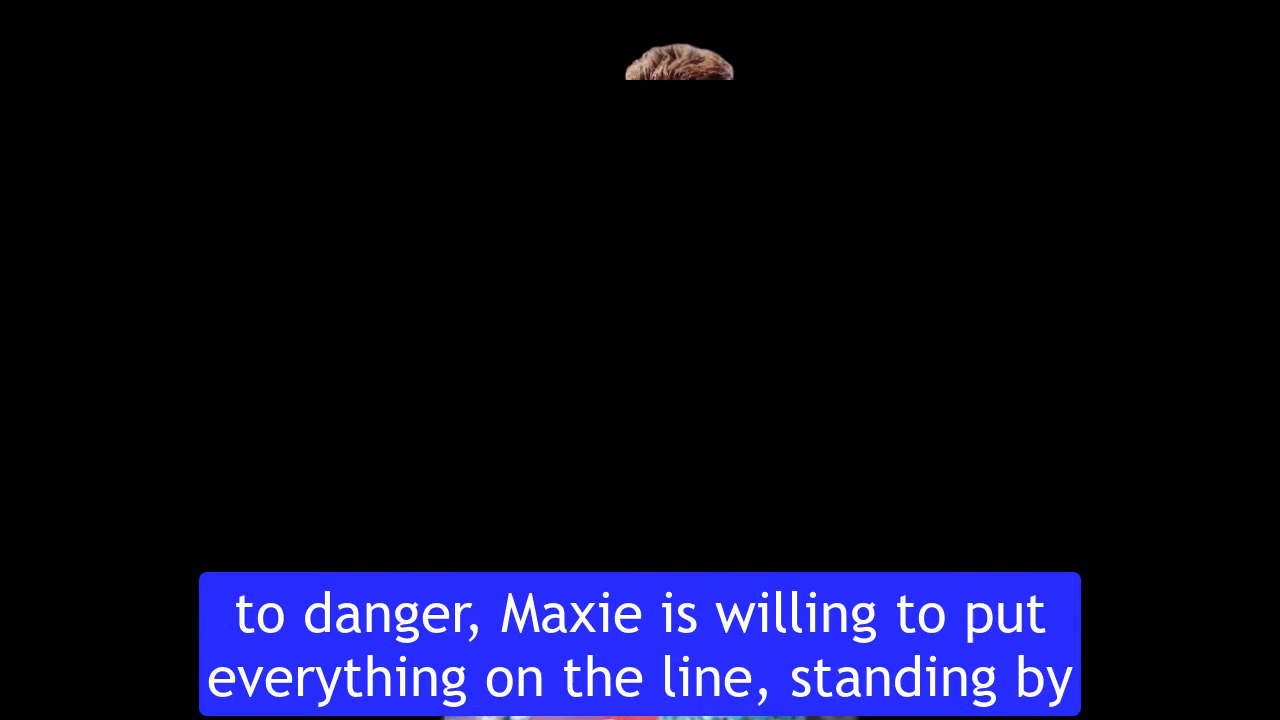 to danger, Maxie is willing to put
everything on the line, standing by